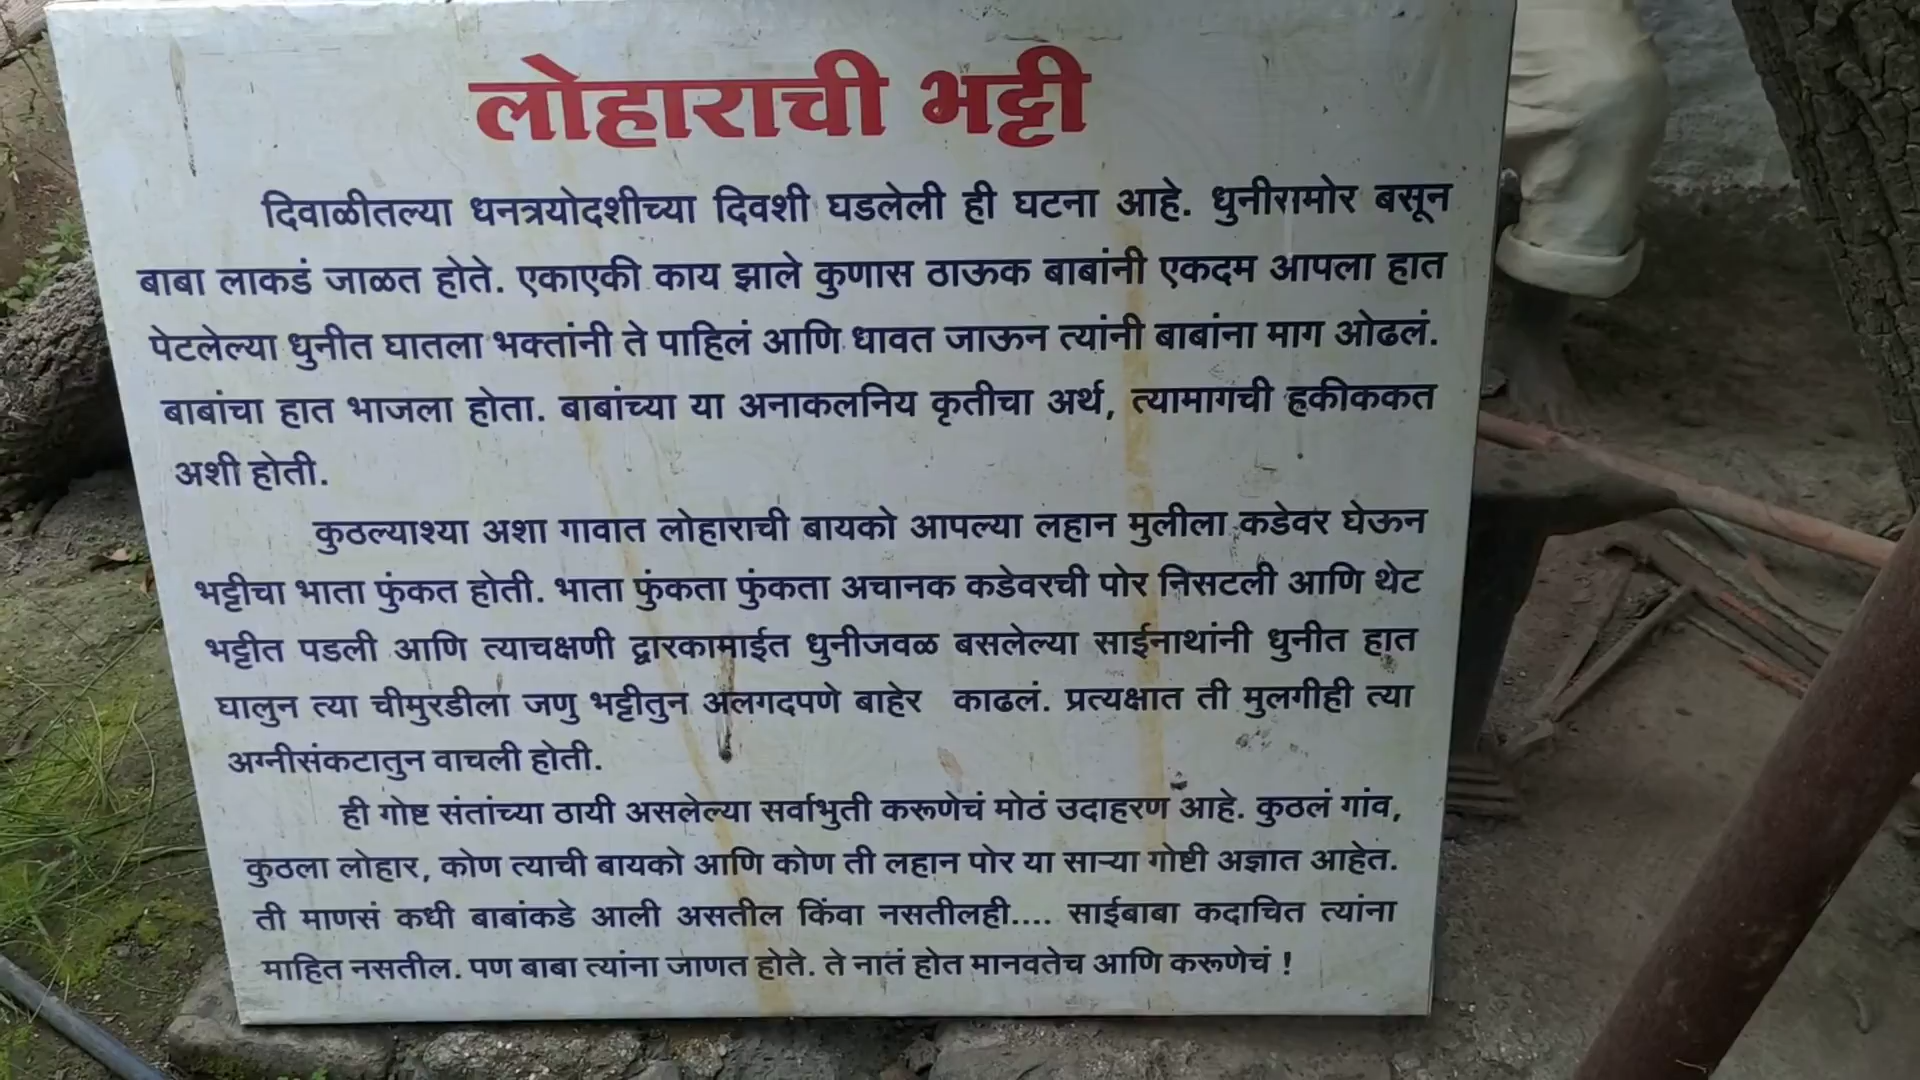 लोहाराची भट्टी
दिवाळीतल्या धनत्रयोदशीच्या दिवशी घडलेली ही घटना आहे. धुनीरामोर बसून
बाबा लाकडं जाळत होते. एकाएकी काय झाले कुणास ठाऊक बाबांनी एकदम आपला हात
पेटलेल्या धुनीत घातला भक्तांनी ते पाहिलं आणि धावत जाऊन त्यांनी बाबांना माग ओढलं.
बाबांचा हात भाजला होता. बाबांच्या या अनाकलनिय कृतीचा अर्थ, त्यामागची हकीककत
अशी होती.
कुठल्याश्या अशा गावात लोहाराची बायको आपल्या लहान मुलीला कडेवर घेऊन
भट्टीचा भाता फुंकत होती. भाता फुंकता फुंकता अचानक कडेवरची पोर निसटली आणि थेट
भट्टीत पडली आणि त्याचक्षणी द्वारकामाईत धुनीजवळ बसलेल्या साईनाथांनी धुनीत हात
घालुन त्या चीमुरडीला जणु भट्टीतुन अलगदपणे बाहेर काढलं. प्रत्यक्षात ती मुलगीही त्या
अग्नीसंकटातुन वाचली होती.
ही गोष्ट संतांच्या ठायी असलेल्या सर्वाभुती करूणेचं मोठं उदाहरण आहे. कुठलं गांव,
कुठला लोहार, कोण त्याची बायको आणि कोण ती लहान पोर या साऱ्या गोष्टी अज्ञात आहेत.
ती माणसं कधी बाबांकडे आली असतील किंवा नसतीलही.... साईबाबा कदाचित त्यांना
माहित नसतील. पण बाबा त्यांना जाणत होते. ते नातं होत मानवतेच आणि करूणेचं !